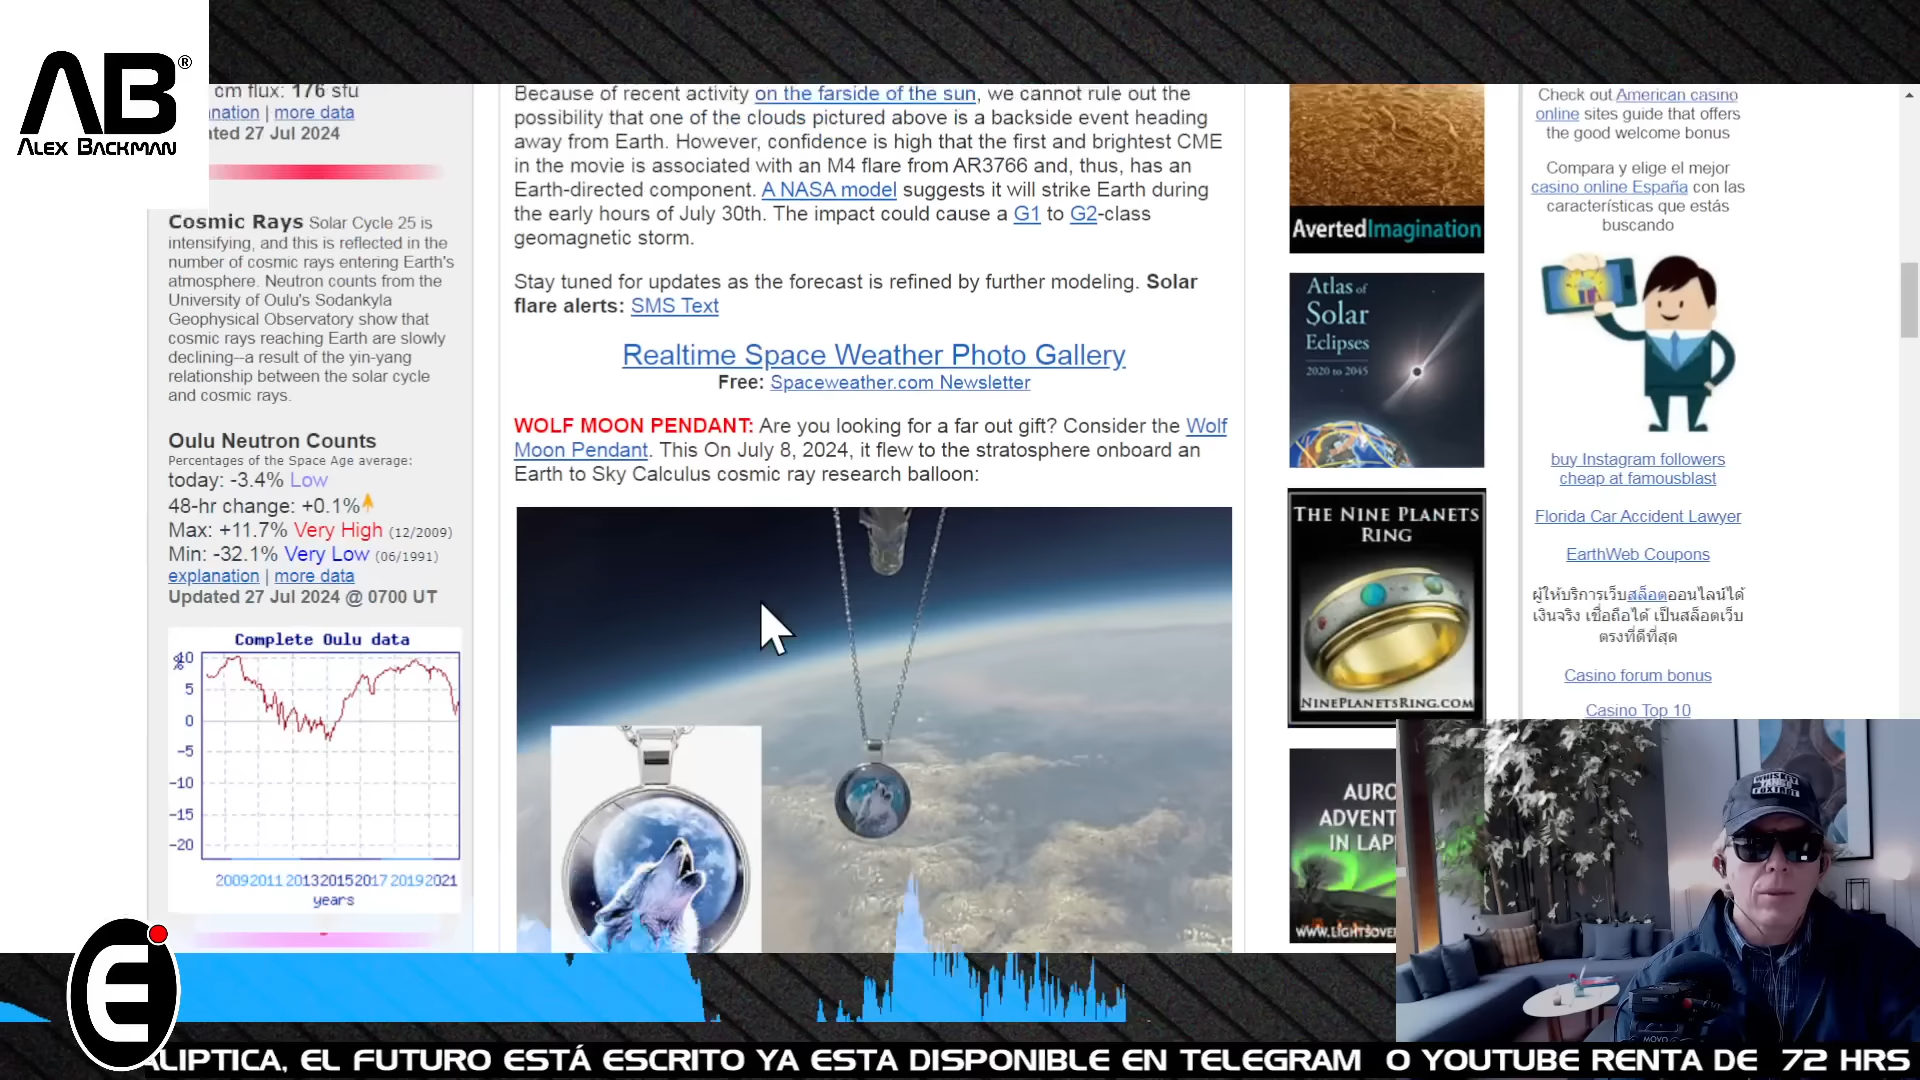 AB®
ALEX BACKMAN
cm flux: 176 sfu
nation | more data
ted 27 Jul 2024
Cosmic Rays Solar Cycle 25 is
intensifying, and this is reflected in the
number of cosmic rays entering Earth's
atmosphere. Neutron counts from the
University of Oulu's Sodankyla
Geophysical Observatory show that
cosmic rays reaching Earth are slowly
declining--a result of the yin-yang
relationship between the solar cycle
and cosmic rays.
Oulu Neutron Counts
Percentages of the Space Age average:
today: -3.4% Low
48-hr change: +0.1%
Max: +11.7% Very High (12/2009)
Min: -32.1% Very Low (06/1991)
explanation | more data
Updated 27 Jul 2024 @ 0700 UT
Complete Oulu data
%
10
5
0
-5
-10
-15
-20
2009 2011 2013 2015 2017 2019 2021
years
Because of recent activity on the farside of the sun, we cannot rule out the
possibility that one of the clouds pictured above is a backside event heading
away from Earth. However, confidence is high that the first and brightest CME
in the movie is associated with an M4 flare from AR3766 and, thus, has an
Earth-directed component. A NASA model suggests it will strike Earth during
the early hours of July 30th. The impact could cause a G1 to G2-class
geomagnetic storm.
Stay tuned for updates as the forecast is refined by further modeling. Solar
flare alerts: SMS Text
Realtime Space Weather Photo Gallery
Free: Spaceweather.com Newsletter
WOLF MOON PENDANT: Are you looking for a far out gift? Consider the Wolf
Moon Pendant. This On July 8, 2024, it flew to the stratosphere onboard an
Earth to Sky Calculus cosmic ray research balloon:
AvertedImagination
Atlas of
Solar
Eclipses
2020 to 2045
THE NINE PLANETS
RING
NINEPLANETSRING.COM
AURO
ADVENT
IN LAP
WWW.LIGHTSOVER
Check out American casino
online sites guide that offers
the good welcome bonus
Compara y elige el mejor
casino online España con las
características que estás
buscando
buy Instagram followers
cheap at famousblast
Florida Car Accident Lawyer
EarthWeb Coupons
ผู้ให้บริการเว็บสล็อตออนไลน์ได้
เงินจริง เชื่อถือได้ เป็นสล็อตเว็บ
ตรงที่ดีที่สุด
Casino forum bonus
Casino Top 10
WHISKEY
TANGO
FOXTROT
MOVO
E
ALIPTICA, EL FUTURO ESTÁ ESCRITO YA ESTA DISPONIBLE EN TELEGRAM O YOUTUBE RENTA DE 72 HRS